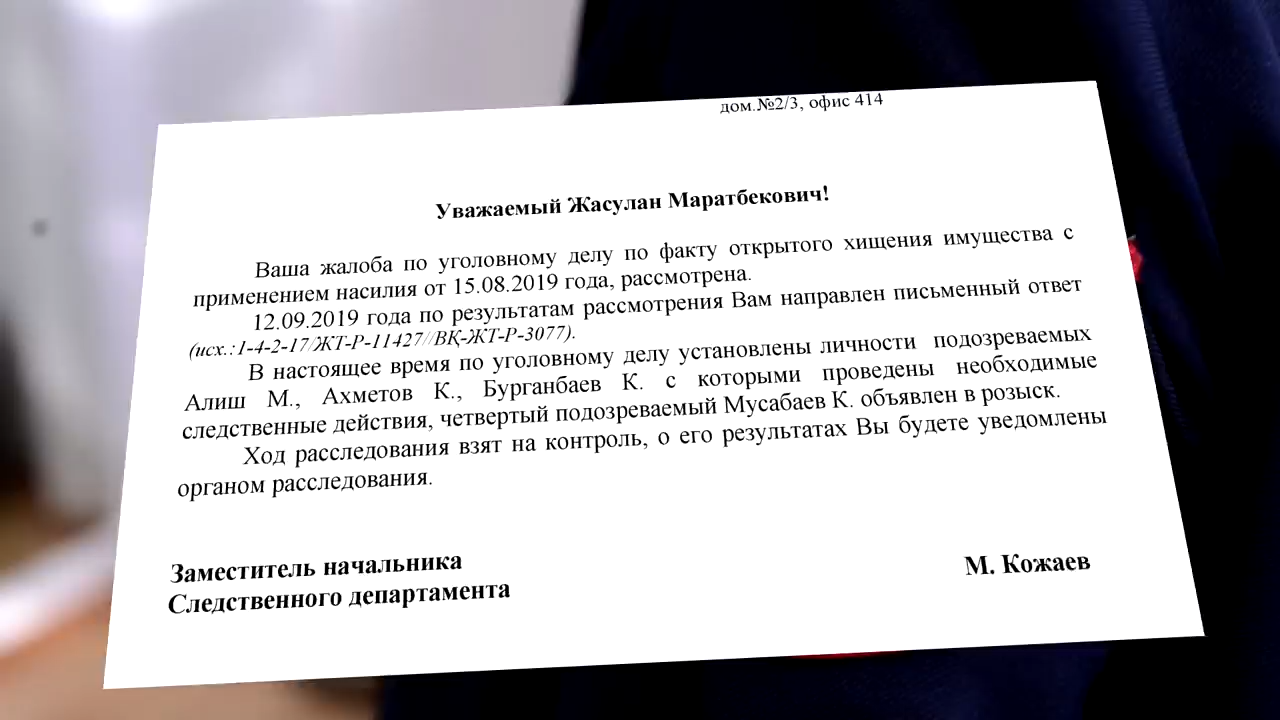 дом.№2/3, офис 414
Уважаемый Жасулан Маратбекович!
Ваша жалоба по уголовному делу по факту открытого хищения имущества с
применением насилия от 15.08.2019 года, рассмотрена.
12.09.2019 года по результатам рассмотрения Вам направлен письменный ответ
(исх.:1-4-2-17/ЖТ-Р-11427//ВҚ-ЖТ-Р-3077).
В настоящее время по уголовному делу установлены личности подозреваемых
Алиш М., Ахметов К., Бурганбаев К. с которыми проведены необходимые
следственные действия, четвертый подозреваемый Мусабаев К. объявлен в розыск.
Ход расследования взят на контроль, о его результатах Вы будете уведомлены
органом расследования.
Заместитель начальника
Следственного департамента
М. Кожаев